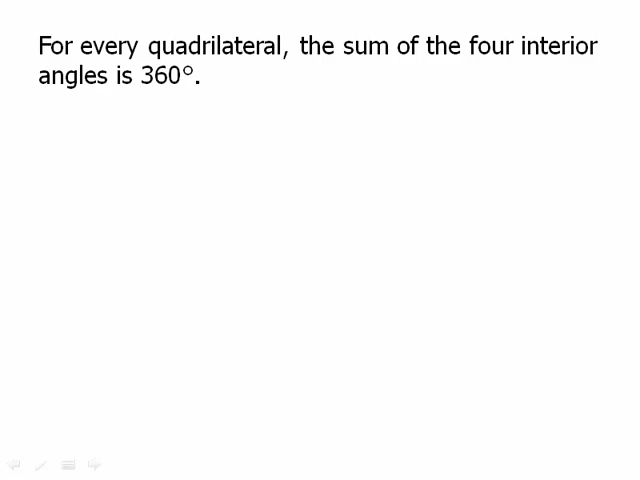 For every quadrilateral, the sum of the four interior
angles is 360°.